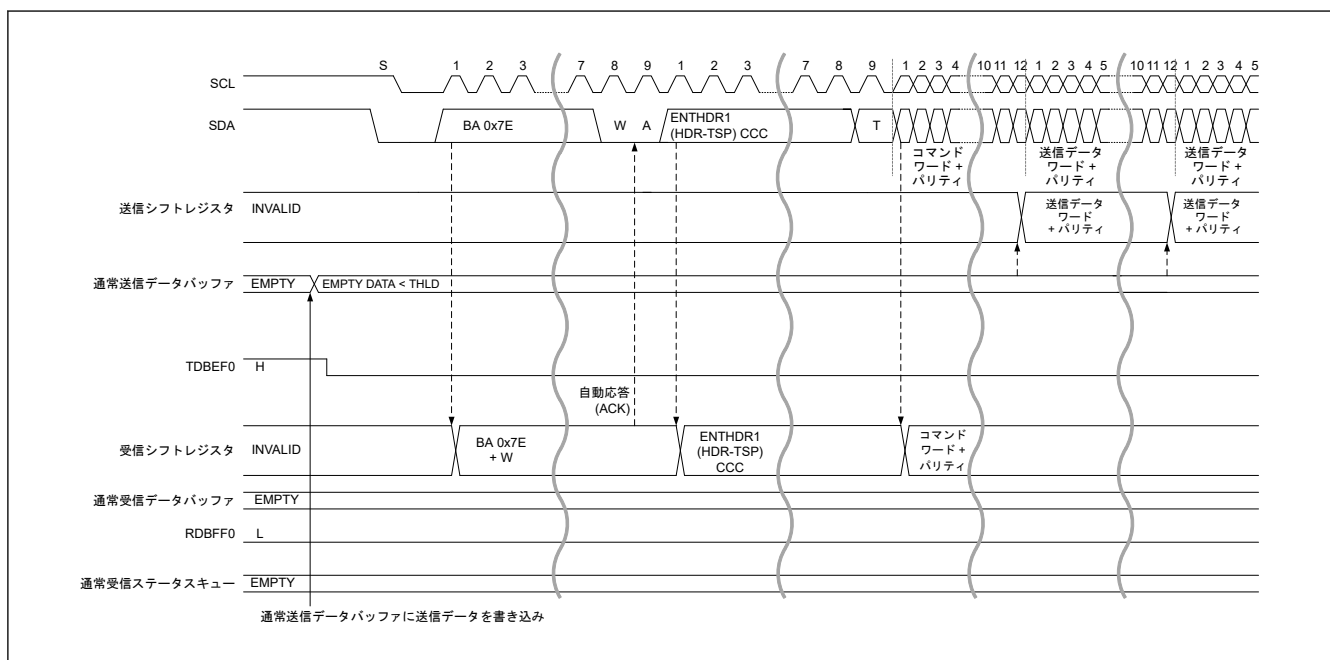 S 1 2 3 7 8 9 1 2 3 7 8 9 1 2 3 4 10 11 12 1 2 3 4 5 10 11 12 1 2 3 4 5
SCL
SDA
BA 0x7E
W A
ENTHDR1
(HDR-TSP) CCC
T
コマンド
ワード +
パリティ
送信データ
ワード +
パリティ
送信データ
ワード +
パリティ
送信シフトレジスタ INVALID
送信データ
ワード
+ パリティ
送信データ
ワード
+ パリティ
通常送信データバッファ EMPTY EMPTY DATA < THLD
TDBEF0 H
自動応答
(ACK)
受信シフトレジスタ INVALID
BA 0x7E
+ W
ENTHDR1
(HDR-TSP)
CCC
コマンド
ワード +
パリティ
通常受信データバッファ EMPTY
RDBFF0 L
通常受信ステータスキュー EMPTY
通常送信データバッファに送信データを書き込み